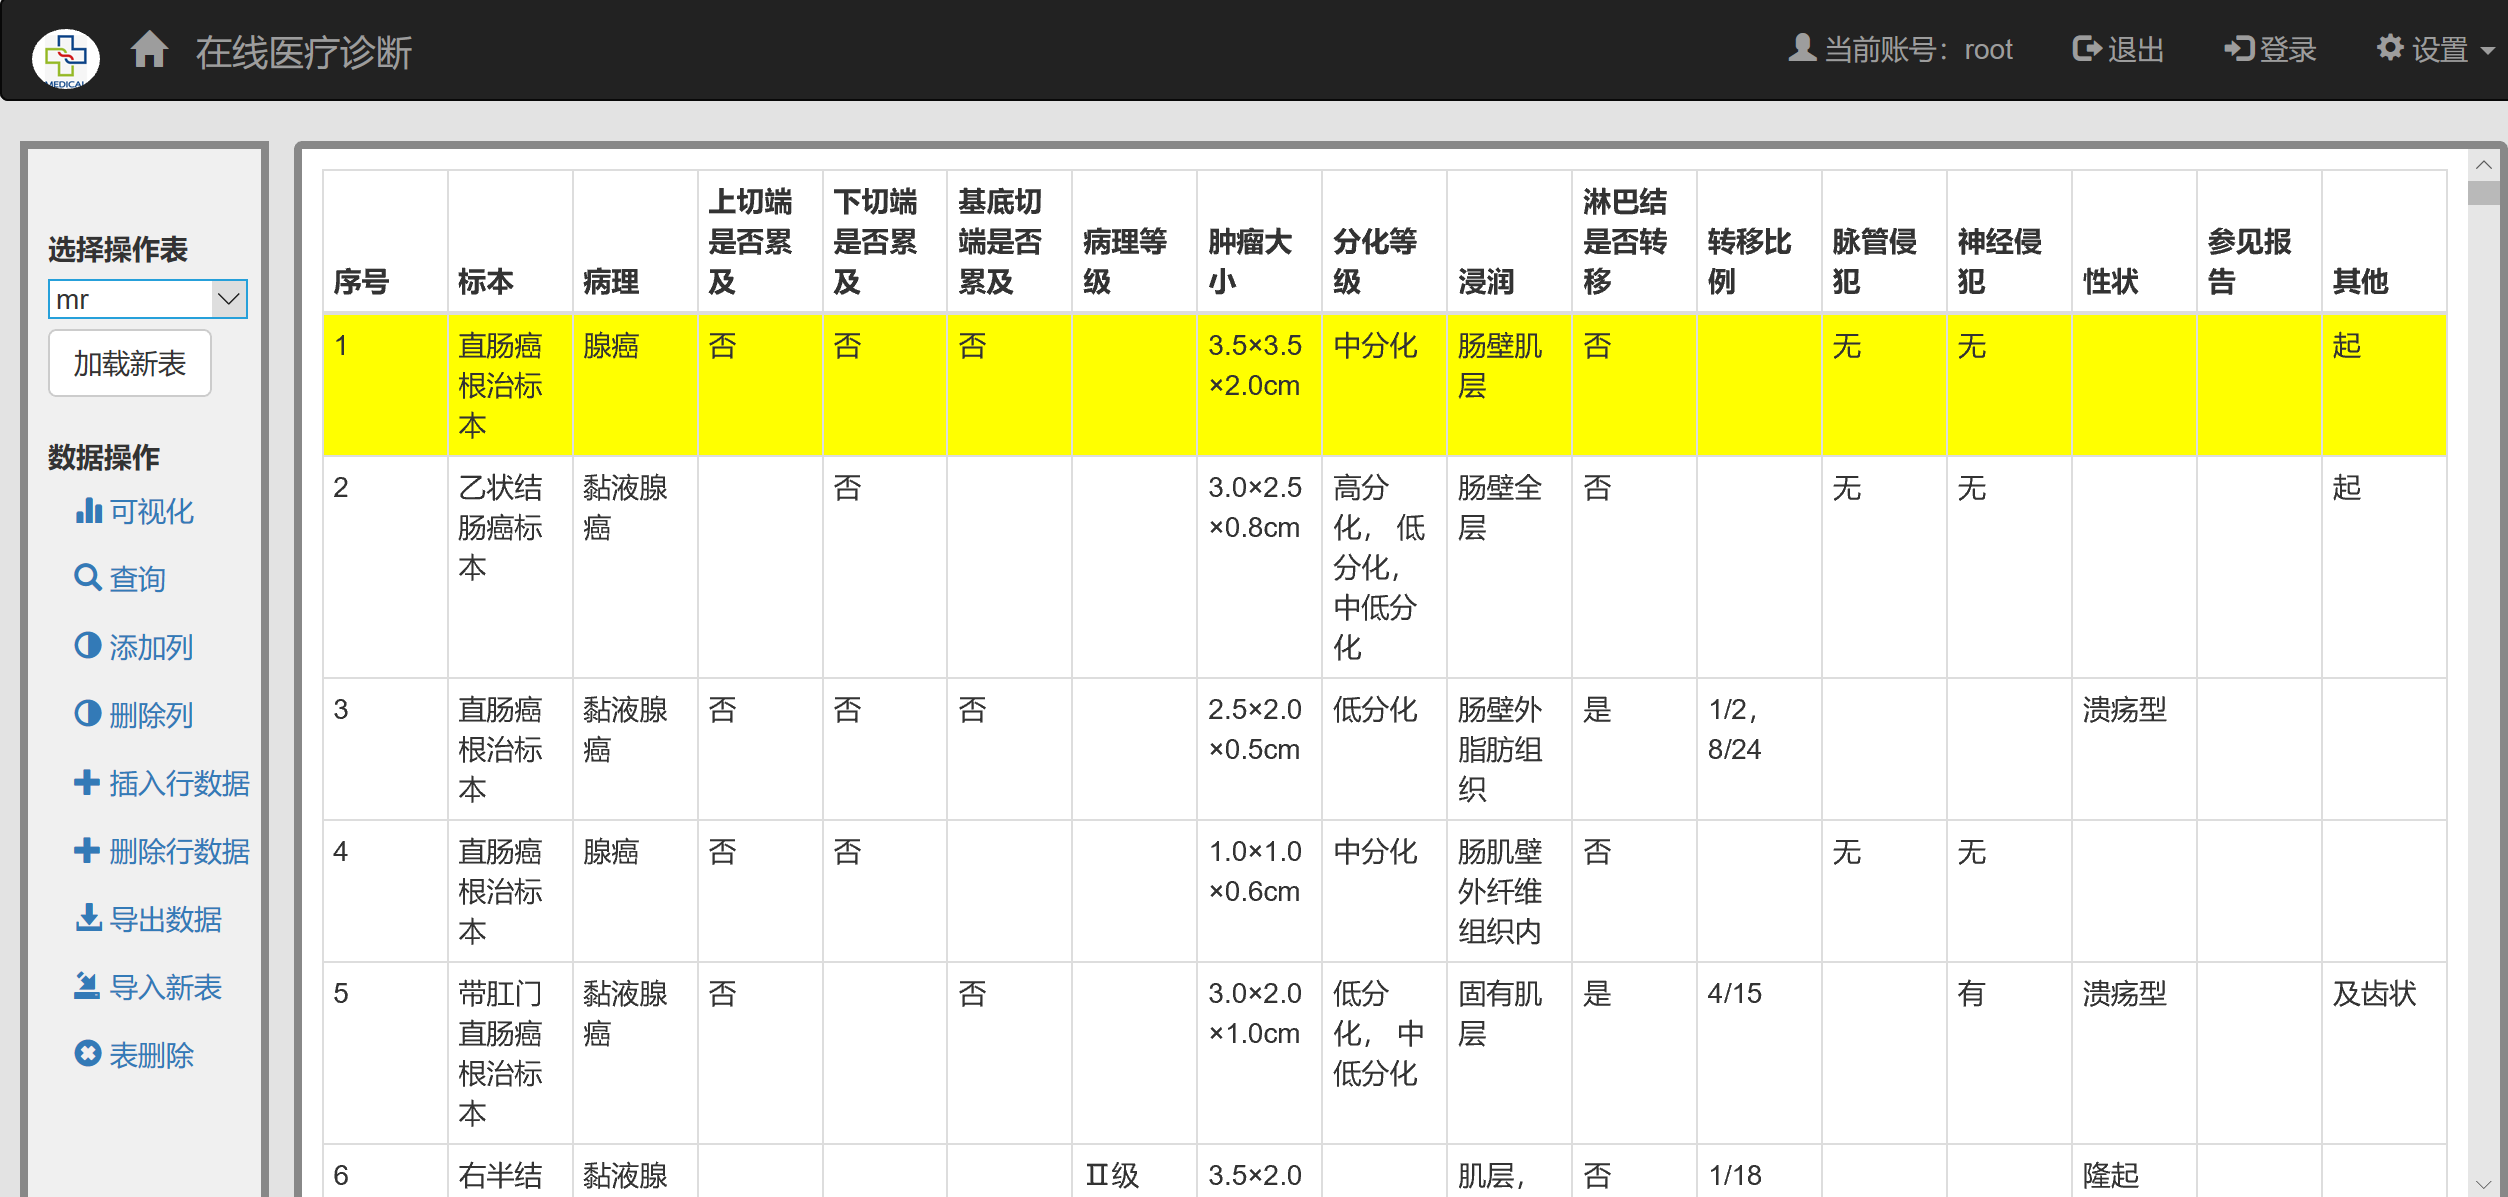 MEDICAL
在线医疗诊断
当前账号：root
退出
登录
设置
选择操作表
mr
加载新表
数据操作
可视化
查询
添加列
删除列
插入行数据
删除行数据
导出数据
导入新表
表删除
序号
标本
病理
上切端
是否累
及
下切端
是否累
及
基底切
端是否
累及
病理等
级
肿瘤大
小
分化等
级
浸润
淋巴结
是否转
移
转移比
例
脉管侵
犯
神经侵
犯
性状
参见报
告
其他
1
直肠癌
根治标
本
腺癌
否
否
否
3.5×3.5
×2.0cm
中分化
肠壁肌
层
否
无
无
起
2
乙状结
肠癌标
本
黏液腺
癌
否
3.0×2.5
×0.8cm
高分
化， 低
分化，
中低分
化
肠壁全
层
否
无
无
起
3
直肠癌
根治标
本
黏液腺
癌
否
否
否
2.5×2.0
×0.5cm
低分化
肠壁外
脂肪组
织
是
1/2，
8/24
溃疡型
4
直肠癌
根治标
本
腺癌
否
否
1.0×1.0
×0.6cm
中分化
肠肌壁
外纤维
组织内
否
无
无
5
带肛门
直肠癌
根治标
本
黏液腺
癌
否
否
3.0×2.0
×1.0cm
低分
化， 中
低分化
固有肌
层
是
4/15
有
溃疡型
及齿状
6
右半结
黏液腺
Ⅱ级
3.5×2.0
肌层，
否
1/18
隆起